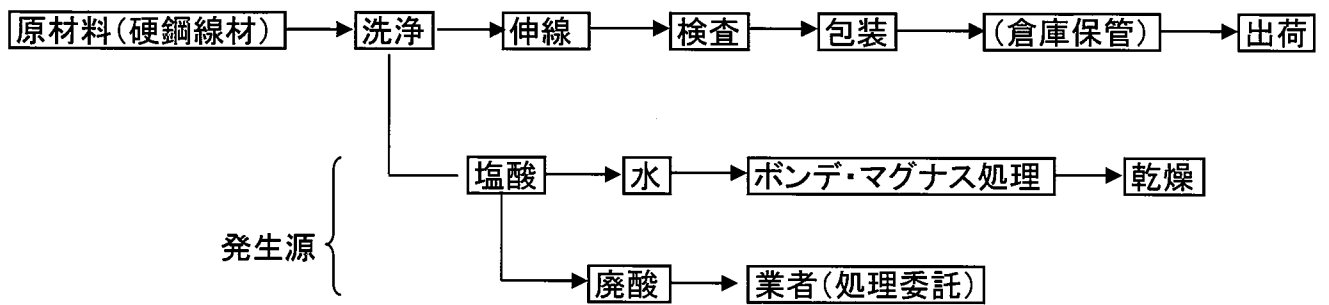 原材料(硬鋼線材) 洗浄 伸線 検査 包装 (倉庫保管) 出荷
塩酸 水 ボンデ・マグナス処理 乾燥
発生源
廃酸 業者(処理委託)